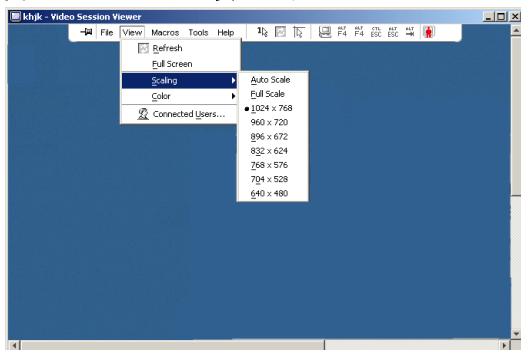 khjk - Video Session Viewer
File View Macros Tools Help
ALT F4 ALT F4 CTL ESC ALT ESC ALT
Refresh
Full Screen
Scaling
Color
Connected Users...
Auto Scale
Full Scale
1024 x 768
960 x 720
896 x 672
832 x 624
768 x 576
704 x 528
640 x 480